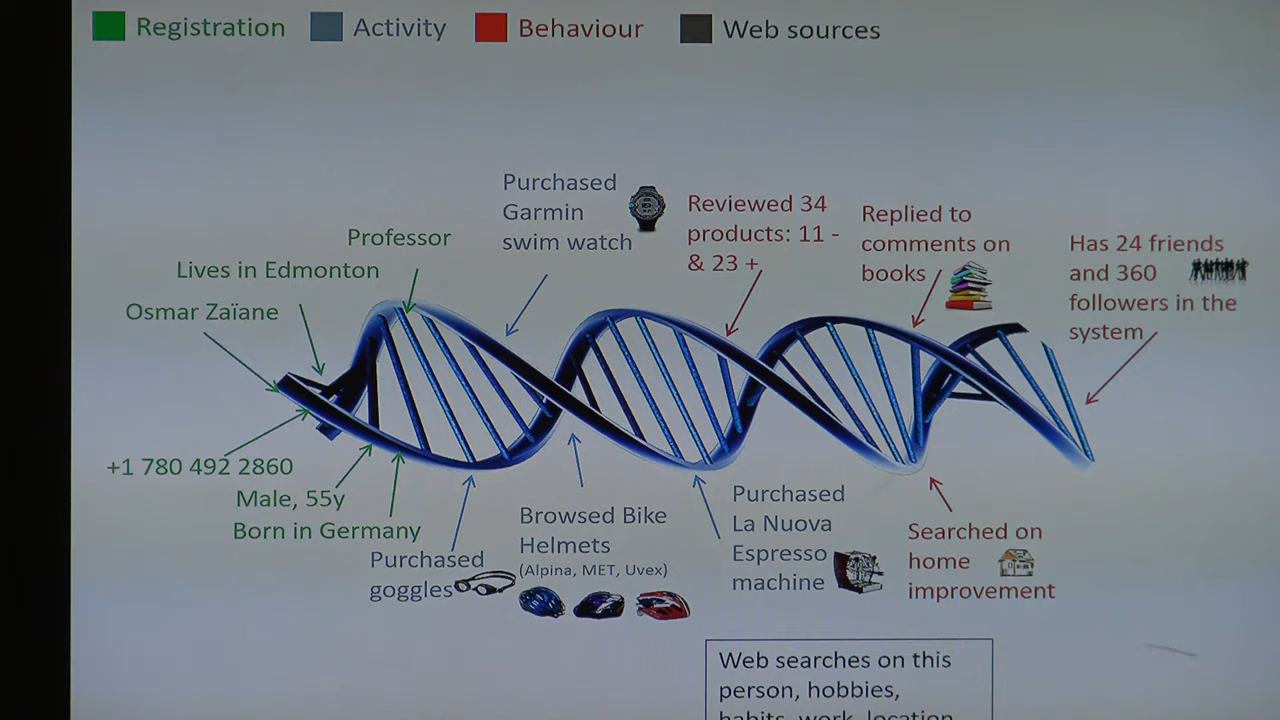 Registration
Activity
Behaviour
Web sources
Purchased
Garmin
swim watch
Reviewed 34
products: 11 -
& 23 +
Replied to
comments on
books
Has 24 friends
and 360
followers in the
system
Professor
Lives in Edmonton
Osmar Zaïane
+1 780 492 2860
Male, 55y
Born in Germany
Purchased
goggles
Browsed Bike
Helmets
(Alpina, MET, Uvex)
Purchased
La Nuova
Espresso
machine
Searched on
home
improvement
Web searches on this
person, hobbies,
habits, work, location